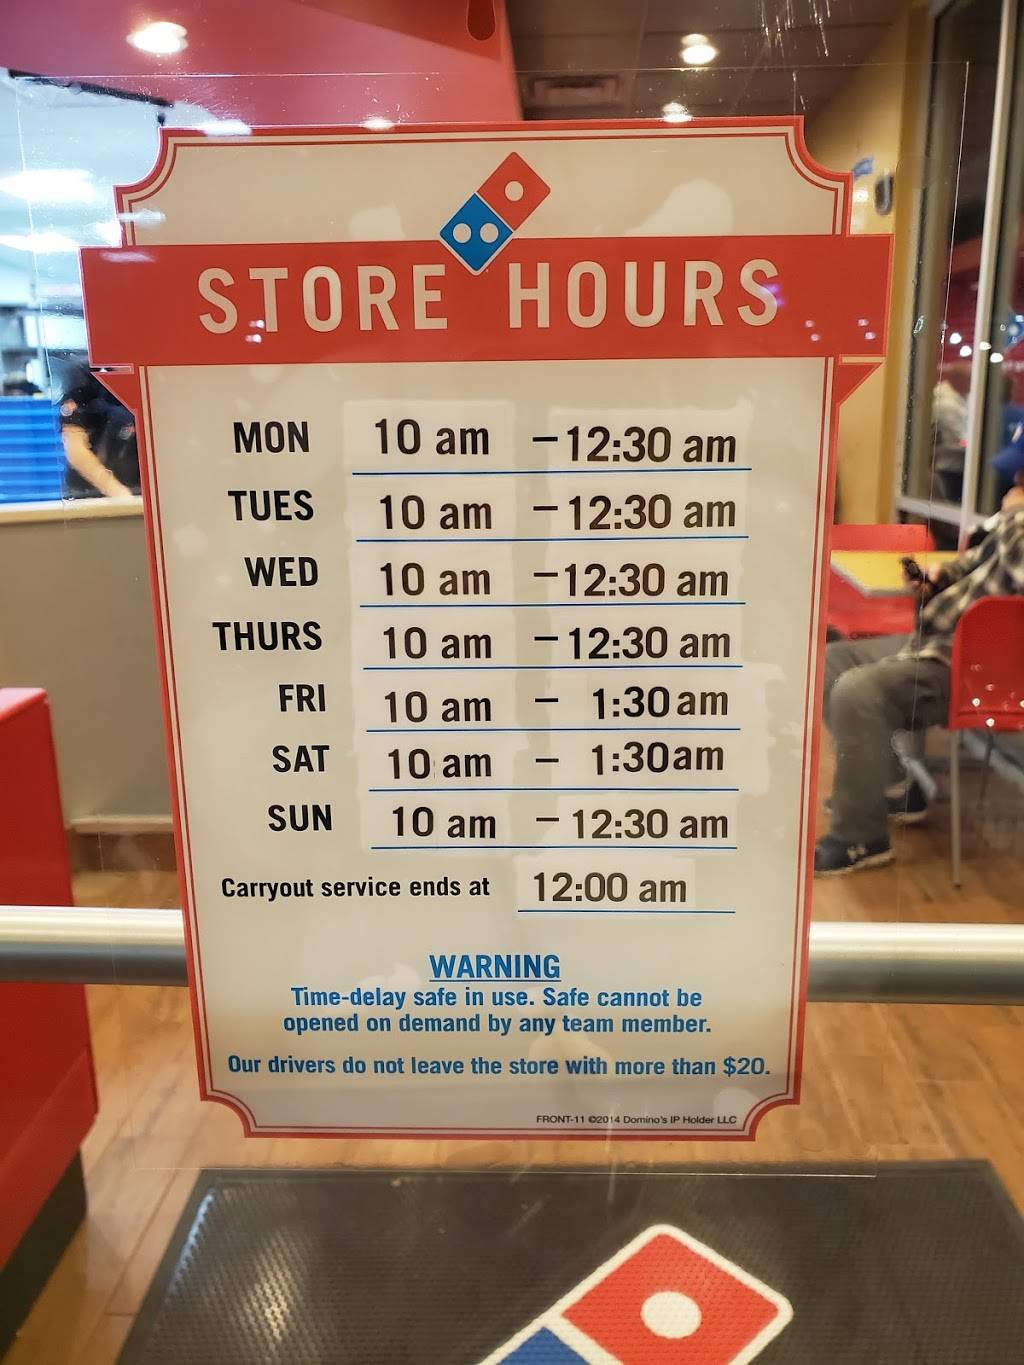 STORE HOURS
MON 10 am – 12:30 am
TUES 10 am – 12:30 am
WED 10 am – 12:30 am
THURS 10 am – 12:30 am
FRI 10 am – 1:30 am
SAT 10 am – 1:30 am
SUN 10 am – 12:30 am
Carryout service ends at 12:00 am
WARNING
Time-delay safe in use. Safe cannot be
opened on demand by any team member.
Our drivers do not leave the store with more than $20.
FRONT-11 ©2014 Domino's IP Holder LLC